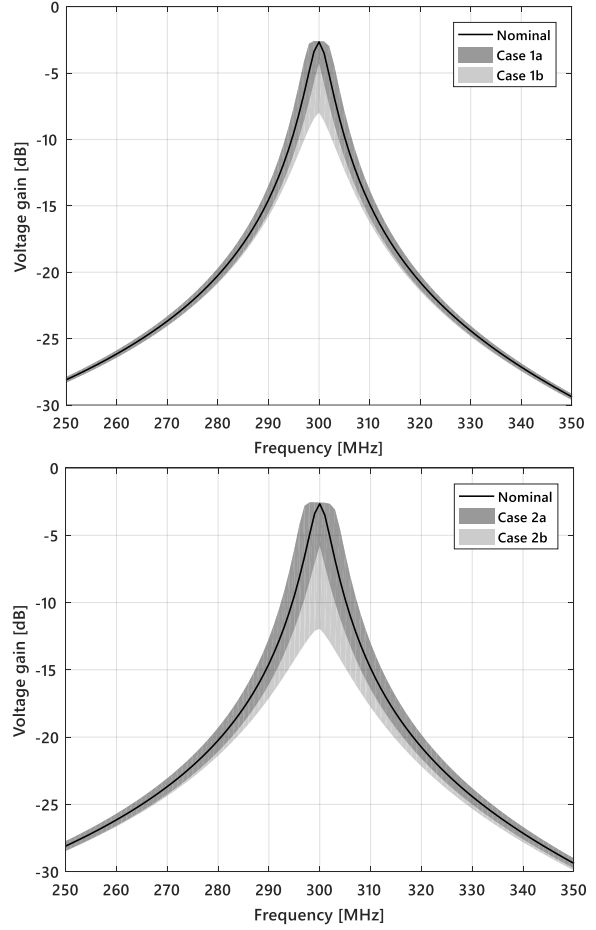 0
-5
-10
-15
-20
-25
-30
Voltage gain [dB]
Nominal
Case 1a
Case 1b
250 260 270 280 290 300 310 320 330 340 350
Frequency [MHz]
0
-5
-10
-15
-20
-25
-30
Voltage gain [dB]
Nominal
Case 2a
Case 2b
250 260 270 280 290 300 310 320 330 340 350
Frequency [MHz]